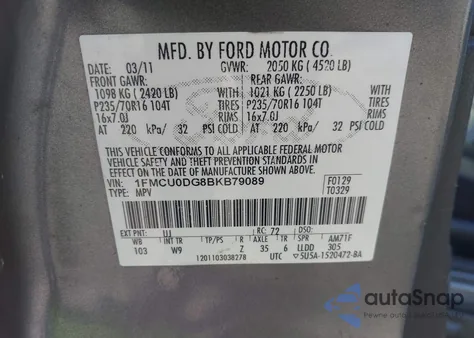 MFD. BY FORD MOTOR CO.
DATE: 03/11 GVWR: 2050 KG ( 4520 LB)
FRONT GAWR: REAR GAWR:
1098 KG ( 2420 LB) WITH 1021 KG ( 2250 LB) WITH
P235/70R16 104T TIRES P235/70R16 104T TIRES
16x7.0J RIMS 16x7.0J RIMS
AT 220 kPa/ 32 PSI COLD AT 220 kPa/ 32 PSI COLD
THIS VEHICLE CONFORMS TO ALL APPLICABLE FEDERAL MOTOR
VEHICLE SAFETY AND THEFT PREVENTION STANDARDS IN
EFFECT ON THE DATE OF MANUFACTURE SHOWN ABOVE.
VIN: 1FMCU0DG8BKB79089 F0129
TYPE: MPV T0329
EXT PNT: UJ RC: 72 DSO:
WB INT TR TP/PS R AXLE TR SPR AM71F
103 W9 Z 35 6 LLDD 305
1201103038278 UTC 5U5A-1520472-BA
autoSnap